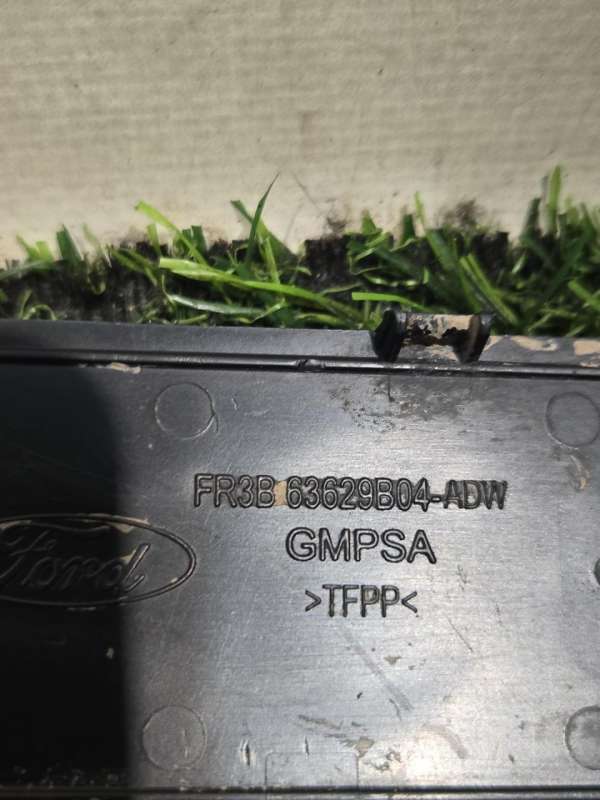 FR3B 63629B04-ADW
GMPSA
Ford
>TFPP<